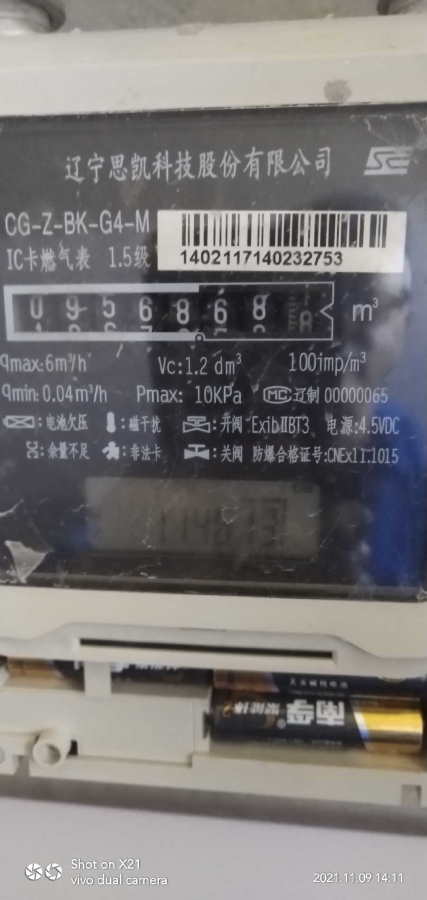 辽宁思凯科技股份有限公司
CG-Z-BK-G4-M
IC卡燃气表 1.5级
1402117140232753
0956868 m³
qmax:6m³/h Vc:1.2 dm³ 100imp/m³
qmin:0.04m³/h Pmax: 10KPa MC 辽制 00000065
:电池欠压 :磁干扰 :开阀 ExibⅡBT3 电源:4.5VDC
:余量不足 :非法卡 :关阀 防爆合格证号:CNEx11.1015
南孚
Shot on X21
vivo dual camera
2021.11.09 14:11